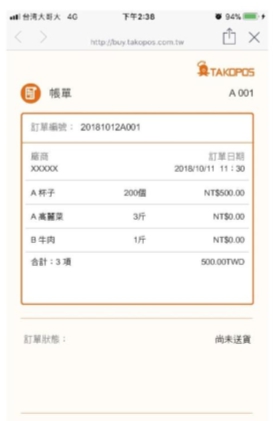 台湾大哥大 4G 下午2:38 94%
http://buy.takopos.com.tw
TAKOPOS
帳單 A 001
訂單編號： 20181012A001
廠商 訂單日期
XXXXX 2018/10/11 11：30
A 杯子 200個 NT$500.00
A 高麗菜 3斤 NT$0.00
B 牛肉 1斤 NT$0.00
合計：3 項 500.00TWD
訂單狀態： 尚未送貨